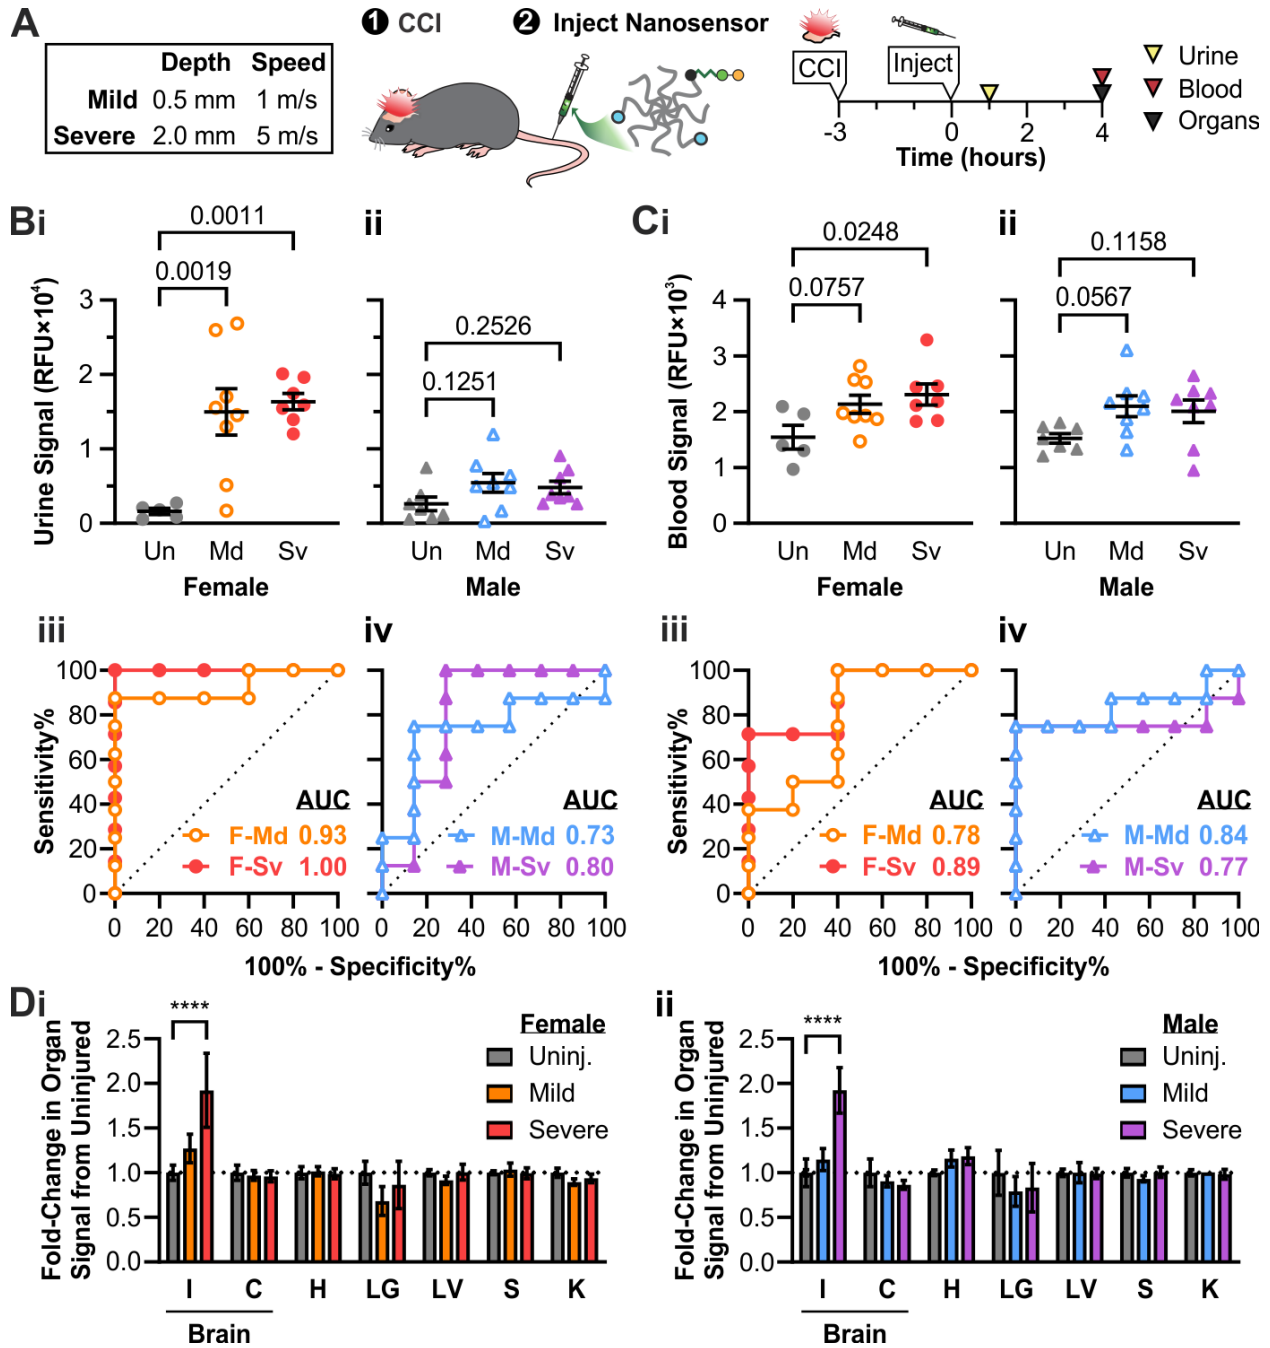 A
Depth Speed
Mild 0.5 mm 1 m/s
Severe 2.0 mm 5 m/s
1 CCI
2 Inject Nanosensor
CCI
Inject
-3 0 2 4
Time (hours)
Urine
Blood
Organs
Bi
0.0011
0.0019
Urine Signal (RFU×10⁴)
3
2
1
0
Un Md Sv
Female
ii
0.2526
0.1251
Un Md Sv
Male
Ci
0.0248
0.0757
Blood Signal (RFU×10³)
4
3
2
1
0
Un Md Sv
Female
ii
0.1158
0.0567
Un Md Sv
Male
iii
Sensitivity%
100
80
60
40
20
0
AUC
F-Md 0.93
F-Sv 1.00
0 20 40 60 80 100
iv
AUC
M-Md 0.73
M-Sv 0.80
0 20 40 60 80 100
100% - Specificity%
iii
Sensitivity%
100
80
60
40
20
0
AUC
F-Md 0.78
F-Sv 0.89
0 20 40 60 80 100
iv
AUC
M-Md 0.84
M-Sv 0.77
0 20 40 60 80 100
100% - Specificity%
Di
Fold-Change in Organ
Signal from Uninjured
2.5
2.0
1.5
1.0
0.5
0.0
****
Female
Uninj.
Mild
Severe
I C H LG LV S K
Brain
ii
Fold-Change in Organ
Signal from Uninjured
2.5
2.0
1.5
1.0
0.5
0.0
****
Male
Uninj.
Mild
Severe
I C H LG LV S K
Brain